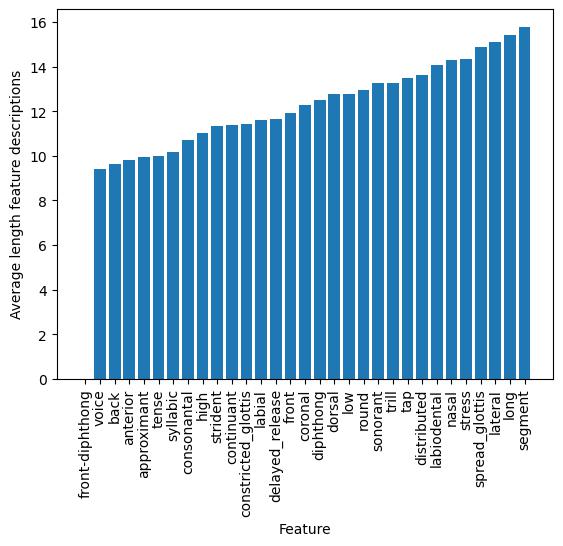 16
14
12
10
8
6
4
2
0
Average length feature descriptions
front-diphthong
voice
back
anterior
approximant
tense
syllabic
consonantal
high
strident
continuant
constricted_glottis
labial
delayed_release
front
coronal
diphthong
dorsal
low
round
sonorant
trill
tap
distributed
labiodental
nasal
stress
spread_glottis
lateral
long
segment
Feature